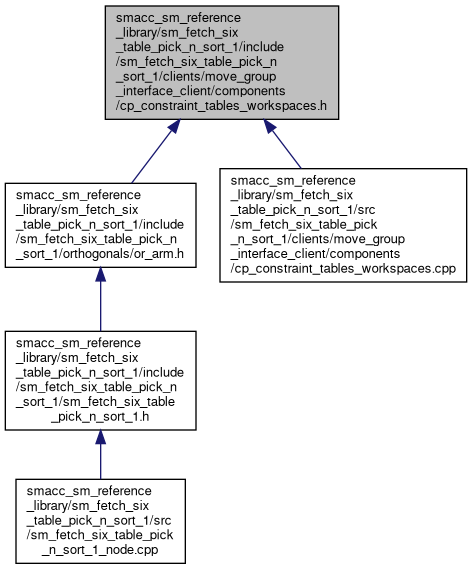 smacc_sm_reference
_library/sm_fetch_six
_table_pick_n_sort_1/include
/sm_fetch_six_table_pick_n
_sort_1/clients/move_group
_interface_client/components
/cp_constraint_tables_workspaces.h
smacc_sm_reference
_library/sm_fetch_six
_table_pick_n_sort_1/include
/sm_fetch_six_table_pick_n
_sort_1/orthogonals/or_arm.h
smacc_sm_reference
_library/sm_fetch_six
_table_pick_n_sort_1/src
/sm_fetch_six_table_pick
_n_sort_1/clients/move_group
_interface_client/components
/cp_constraint_tables_workspaces.cpp
smacc_sm_reference
_library/sm_fetch_six
_table_pick_n_sort_1/include
/sm_fetch_six_table_pick_n
_sort_1/sm_fetch_six_table
_pick_n_sort_1.h
smacc_sm_reference
_library/sm_fetch_six
_table_pick_n_sort_1/src
/sm_fetch_six_table_pick
_n_sort_1_node.cpp